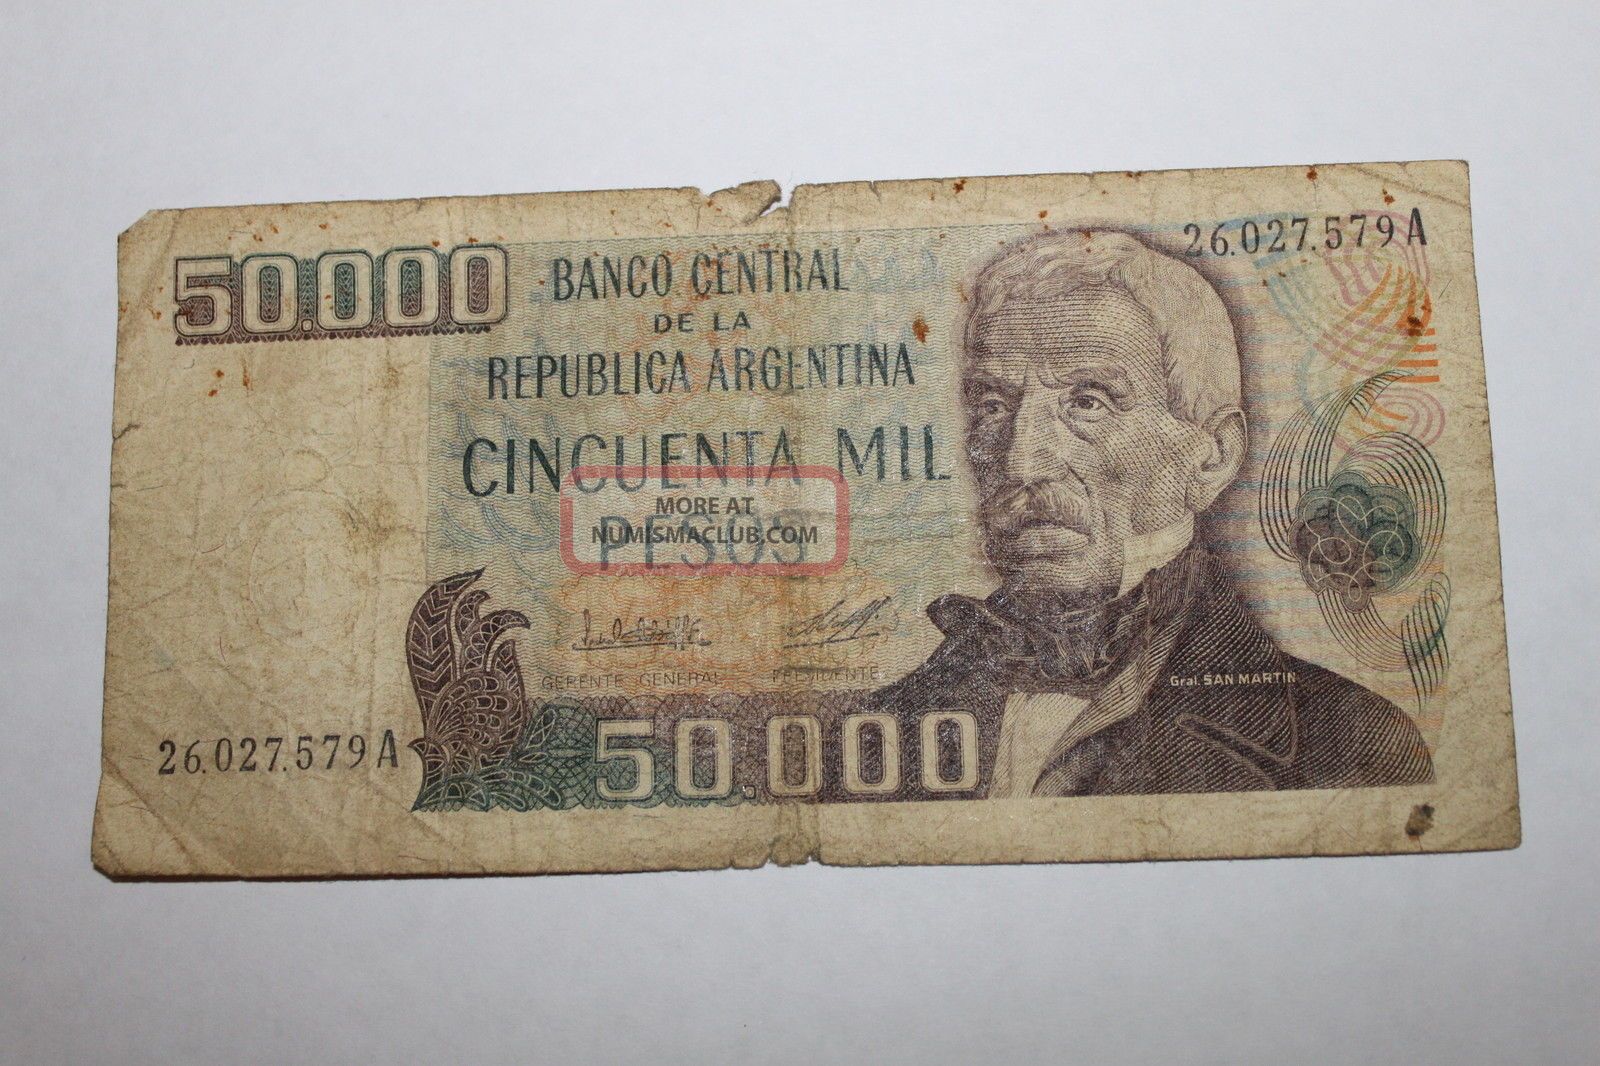 50.000
BANCO CENTRAL
DE LA
REPUBLICA ARGENTINA
CINCUENTA MIL
PESOS
26.027.579 A
MORE AT
NUMISMACLUB.COM
GERENTE GENERAL
PRESIDENTE
Gral. SAN MARTIN
26.027.579 A
50.000